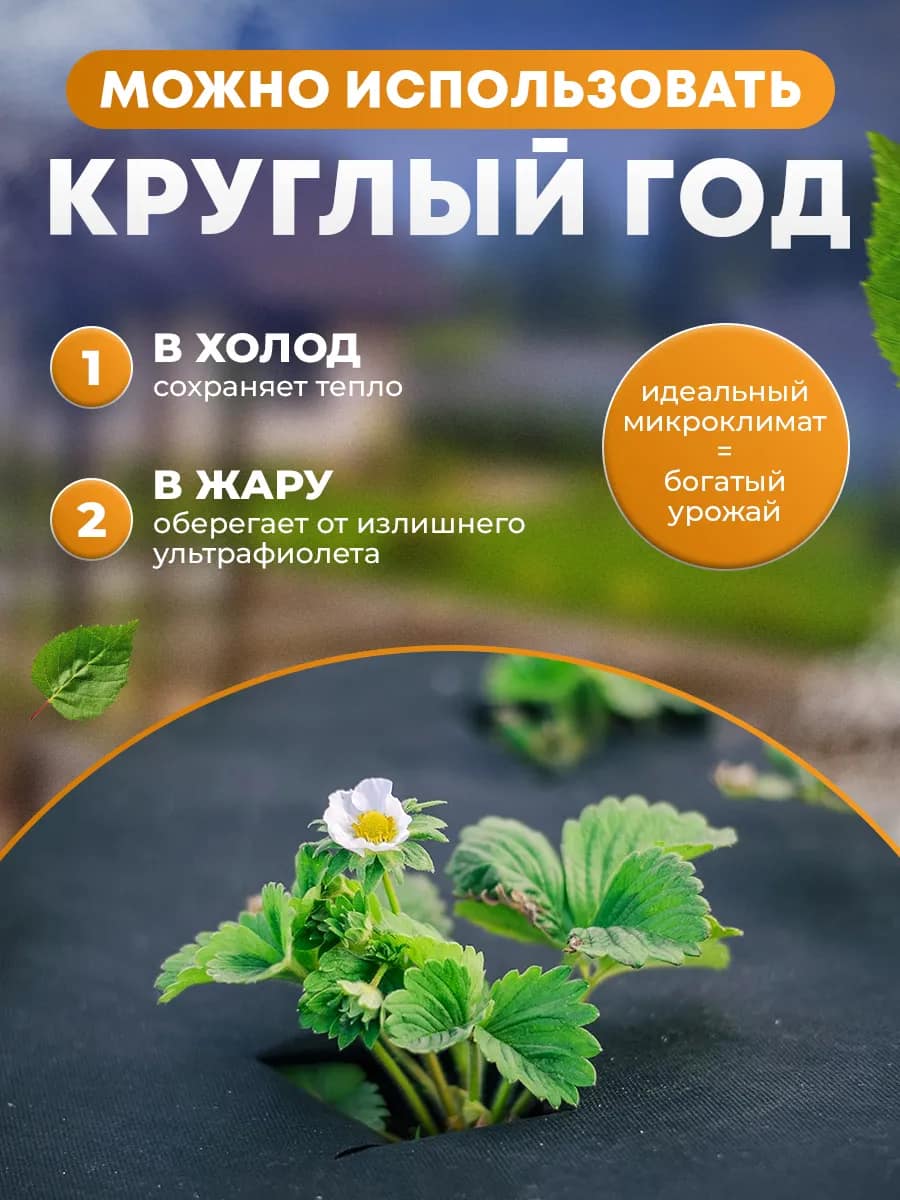 МОЖНО ИСПОЛЬЗОВАТЬ
КРУГЛЫЙ ГОД
1
В ХОЛОД
сохраняет тепло
2
В ЖАРУ
оберегает от излишнего
ультрафиолета
идеальный
микроклимат
=
богатый
урожай